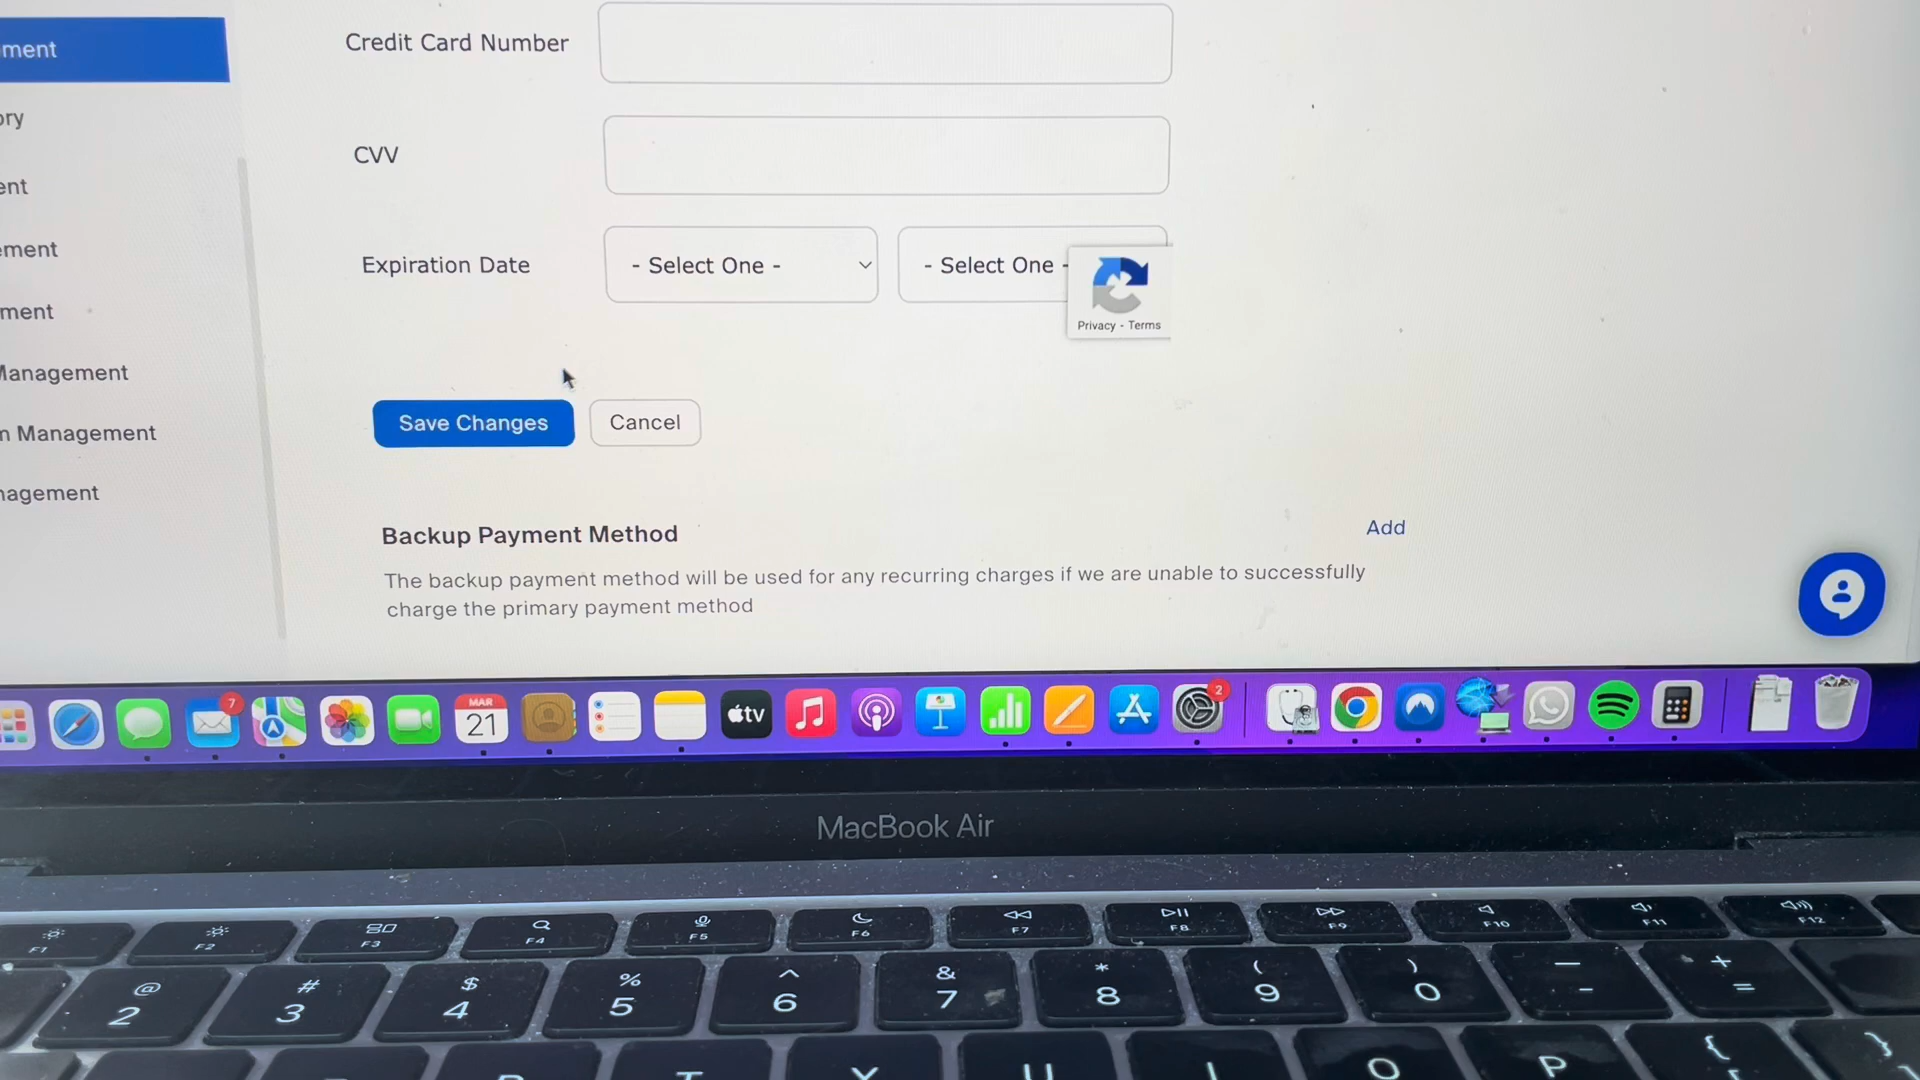 ment
ory
ent
ement
ment
Management
n Management
nagement
Credit Card Number
CVV
Expiration Date
- Select One -
- Select One -
Privacy - Terms
Save Changes
Cancel
Backup Payment Method
Add
The backup payment method will be used for any recurring charges if we are unable to successfully
charge the primary payment method
7
MAR
21
tv
2
MacBook Air
F1 F2 F3 F4 F5 F6 F7 F8 F9 F10 F11 F12
@ # $ % ^ & * ( ) — +
2 3 4 5 6 7 8 9 0 - =
T Y U I O P { }